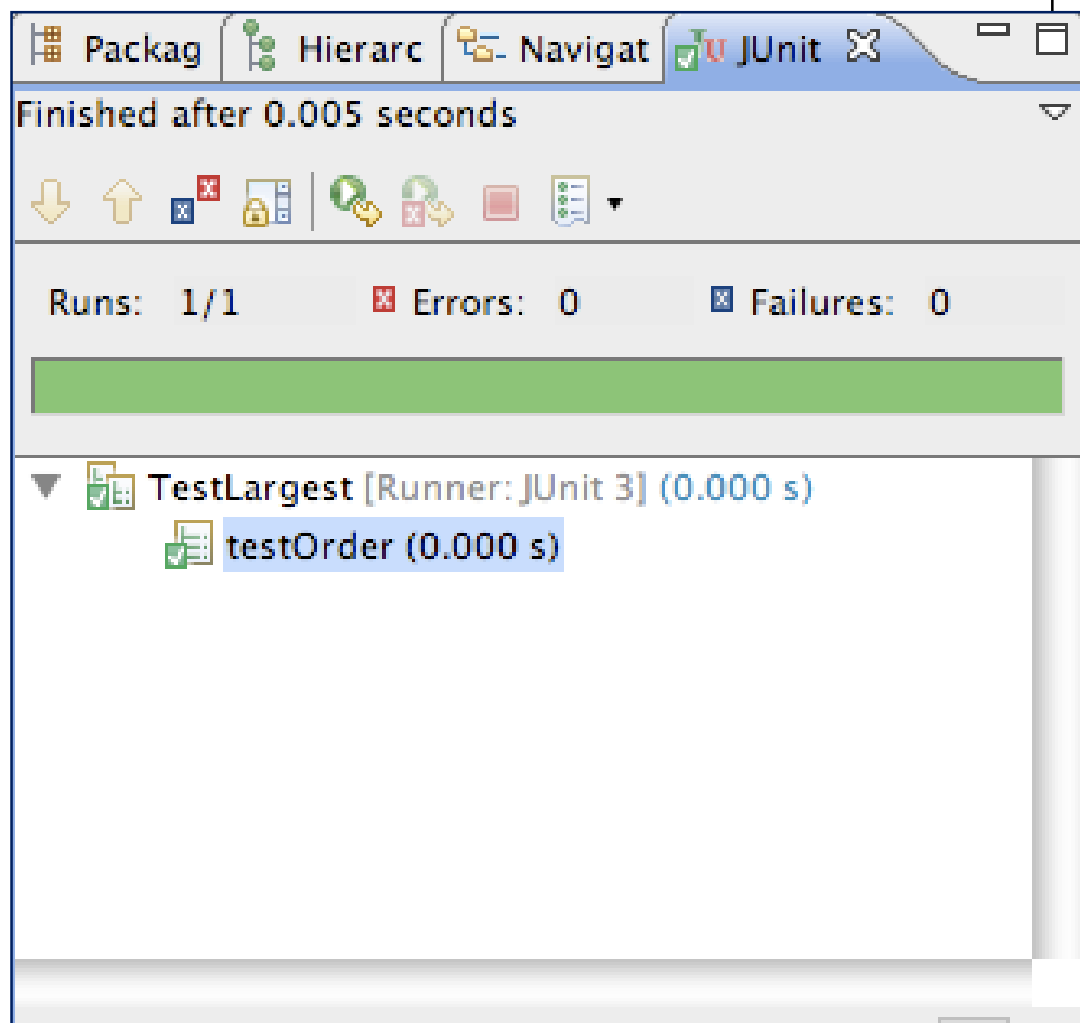 Packag Hierarc Navigat JUnit
Finished after 0.005 seconds
Runs: 1/1 Errors: 0 Failures: 0
TestLargest [Runner: JUnit 3] (0.000 s)
testOrder (0.000 s)